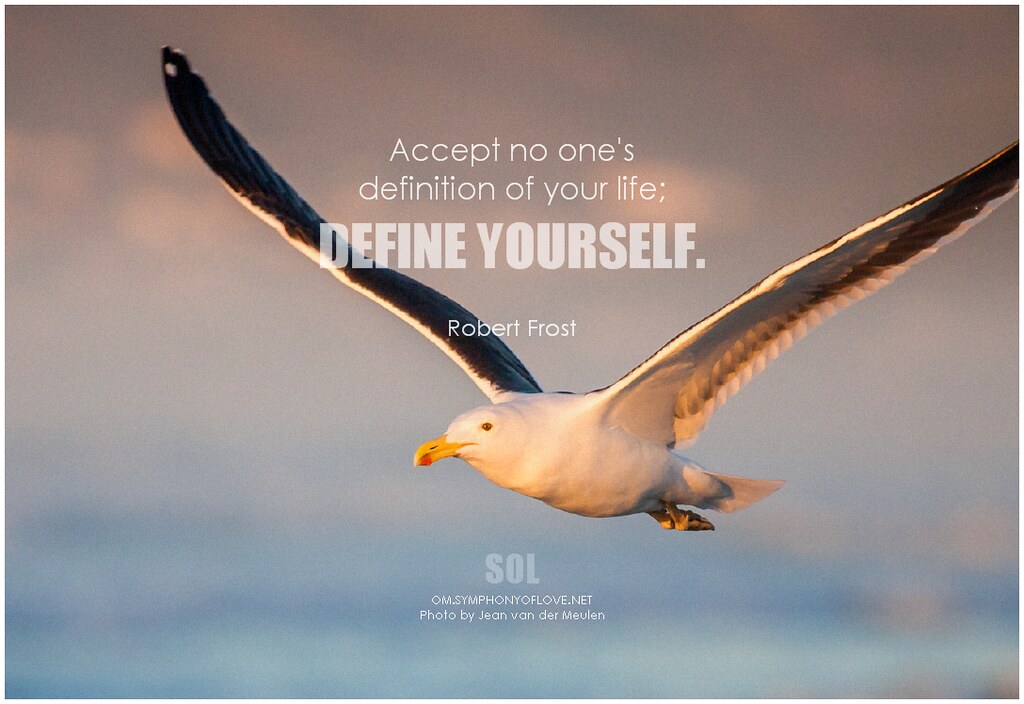 Accept no one's
definition of your life;
DEFINE YOURSELF.
Robert Frost
SOL
OM.SYMPHONYOFLOVE.NET
Photo by Jean van der Meulen